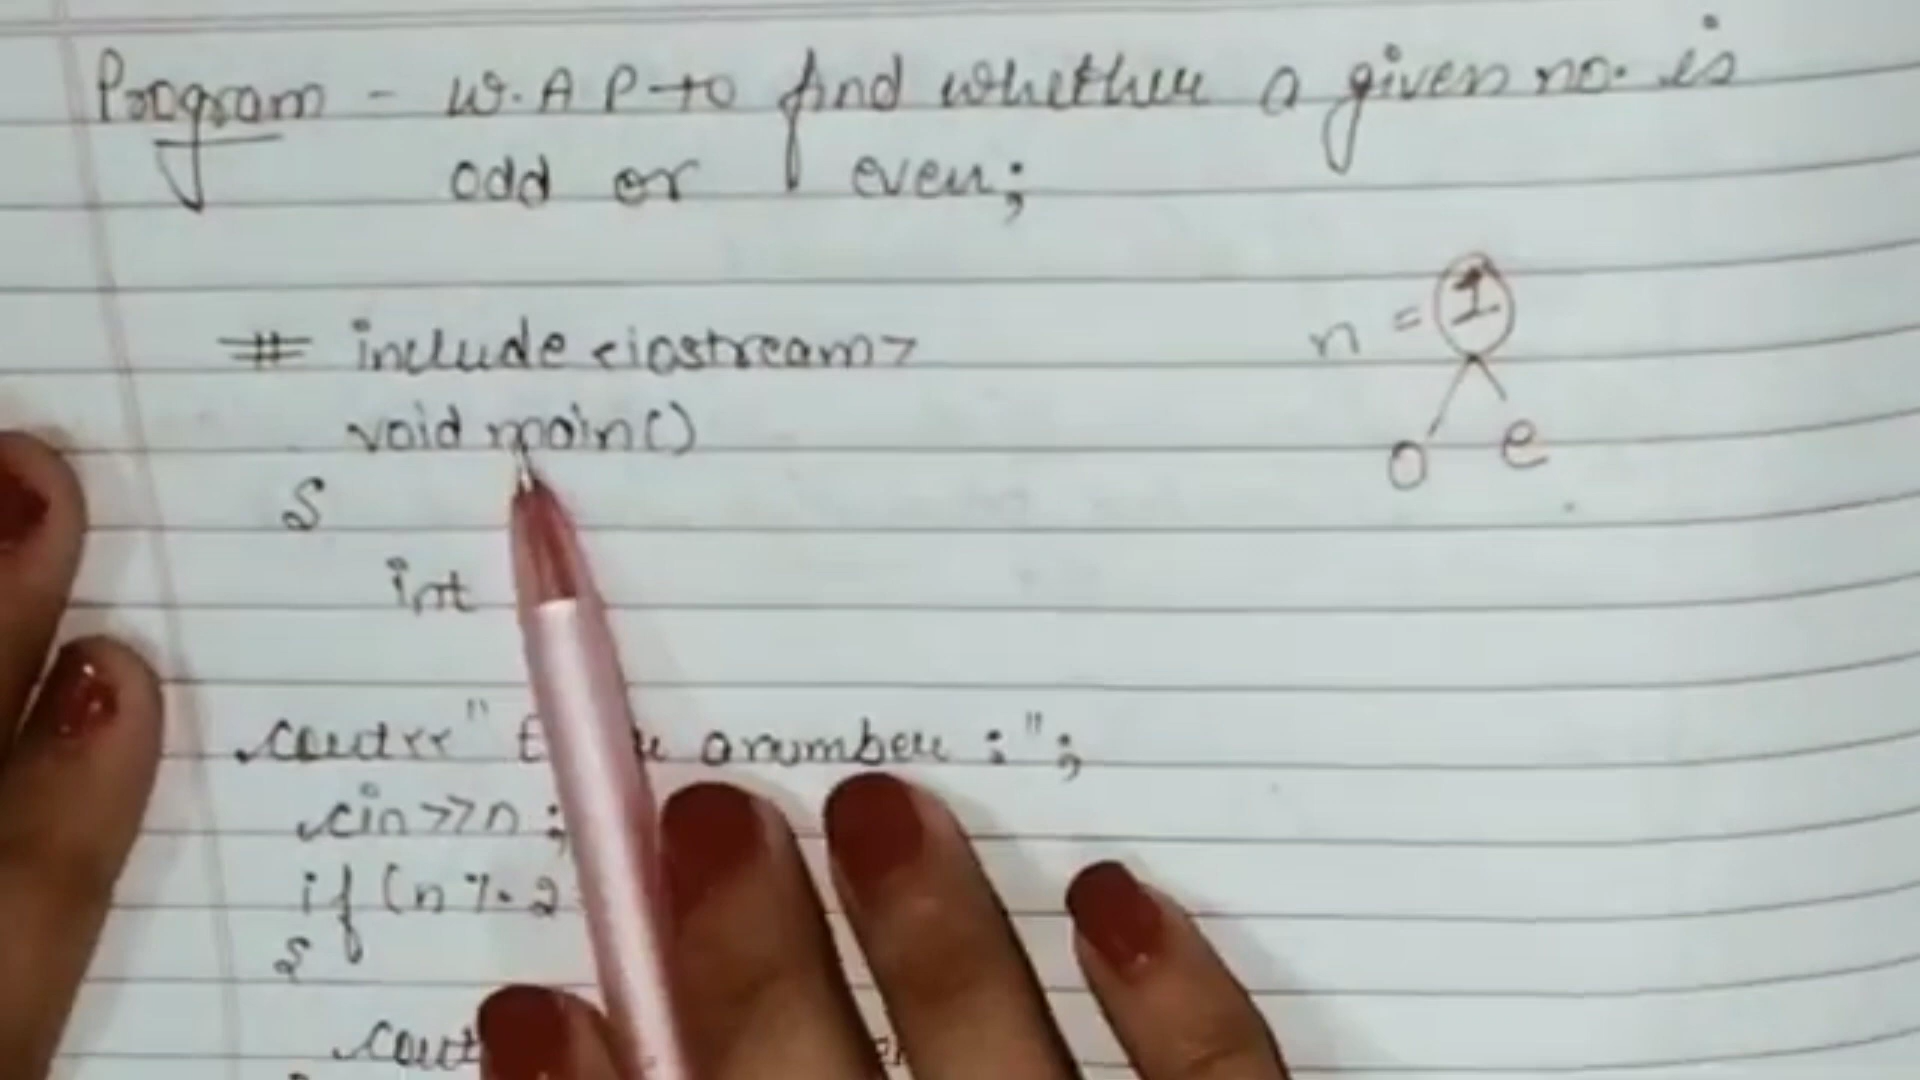 Program - W.A P to find whether a given no. is
odd or even;
n = 1
# include <iostream>
void main()
o e
{
int
cout<< " a number : ";
cin>>n ;
if (n % 2
{
cout